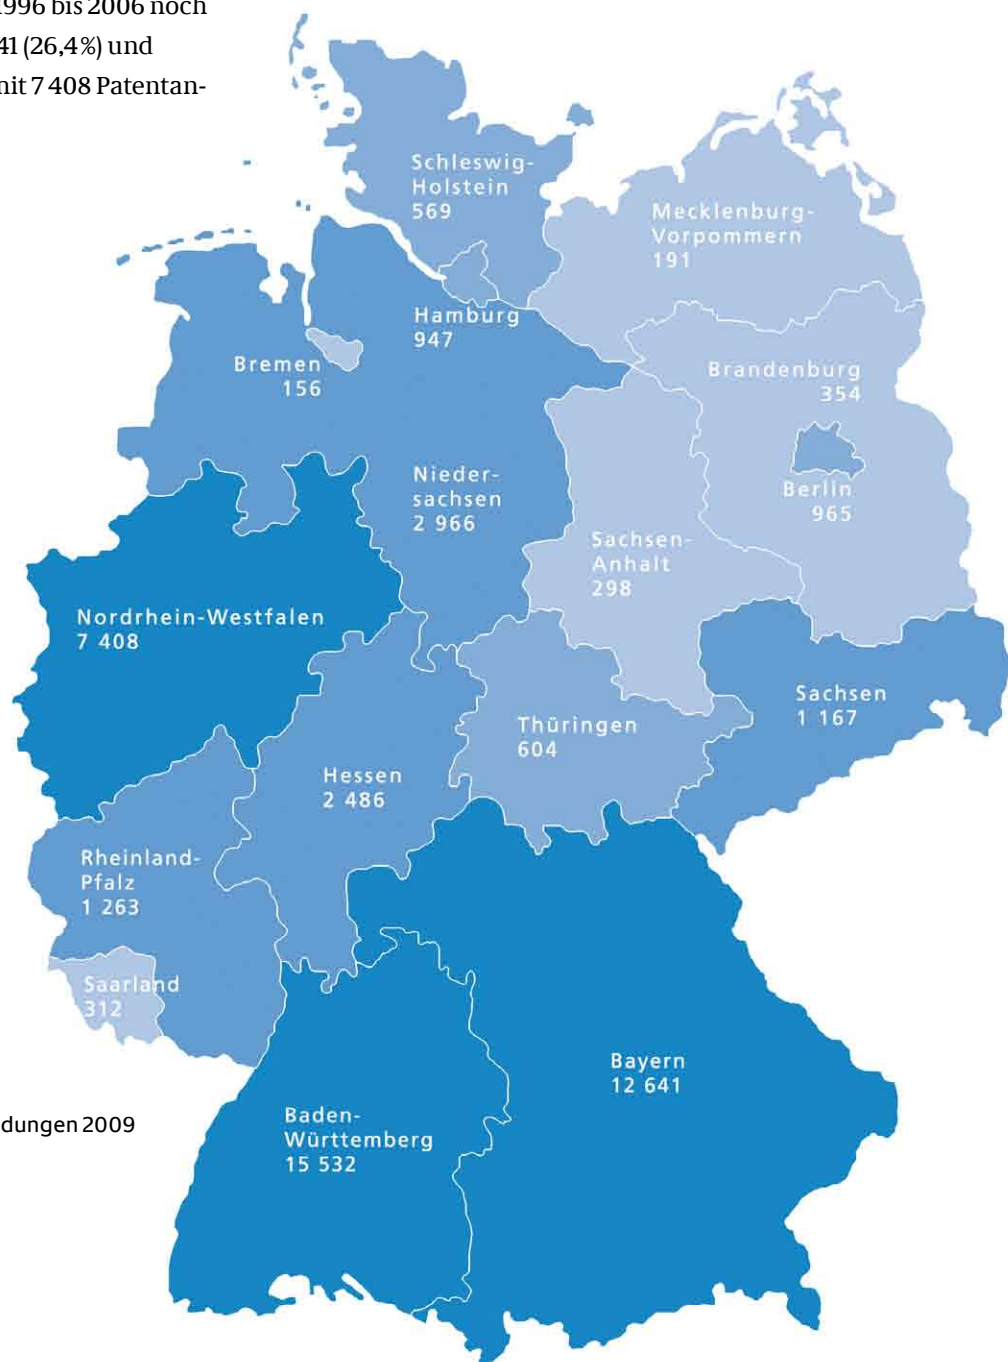 1996 bis 2006 noch
41 (26,4 %) und
mit 7 408 Patentan-
Schleswig-
Holstein
569
Mecklenburg-
Vorpommern
191
Hamburg
947
Bremen
156
Brandenburg
354
Nieder-
sachsen
2 966
Berlin
965
Sachsen-
Anhalt
298
Nordrhein-Westfalen
7 408
Sachsen
1 167
Thüringen
604
Hessen
2 486
Rheinland-
Pfalz
1 263
Saarland
312
Bayern
12 641
Baden-
Württemberg
15 532
dungen 2009